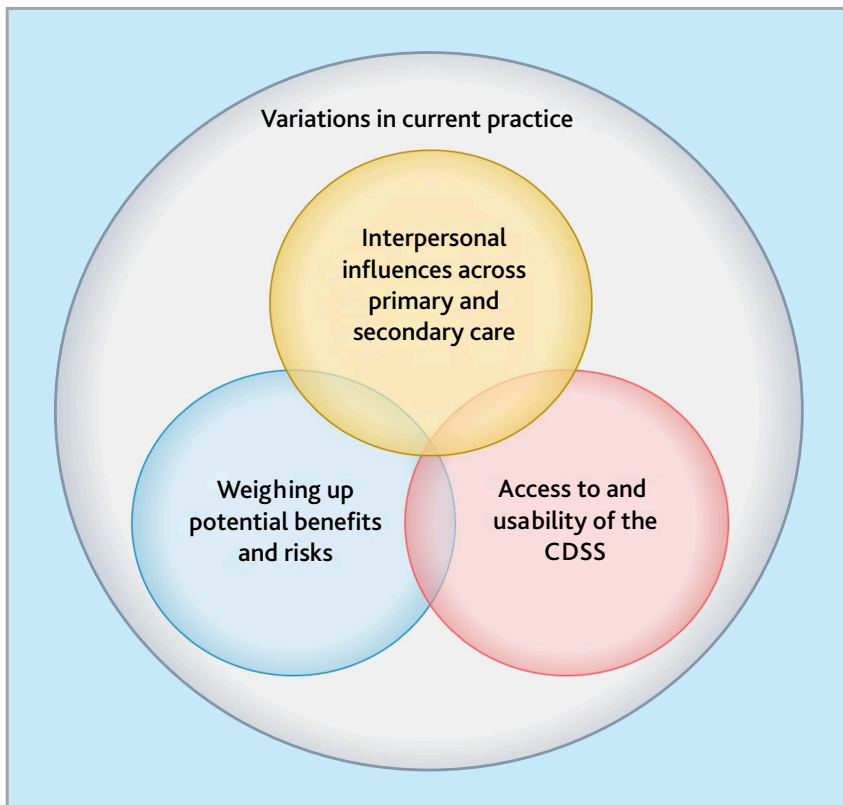 Variations in current practice
Interpersonal
influences across
primary and
secondary care
Weighing up
potential benefits
and risks
Access to and
usability of the
CDSS